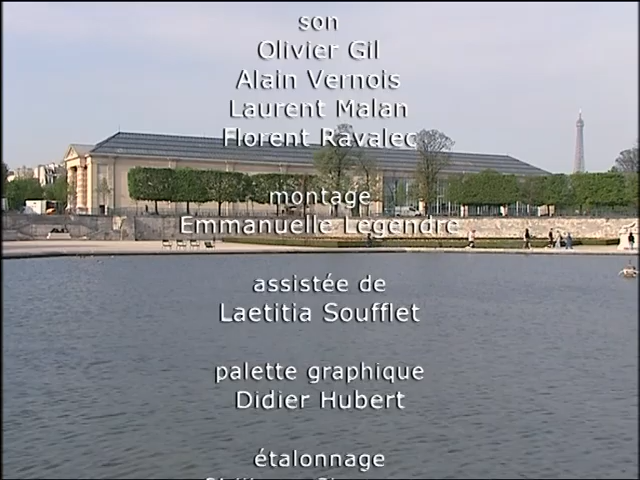 son
Olivier Gil
Alain Vernois
Laurent Malan
Florent Ravalec
montage
Emmanuelle Legendre
assistée de
Laetitia Soufflet
palette graphique
Didier Hubert
étalonnage